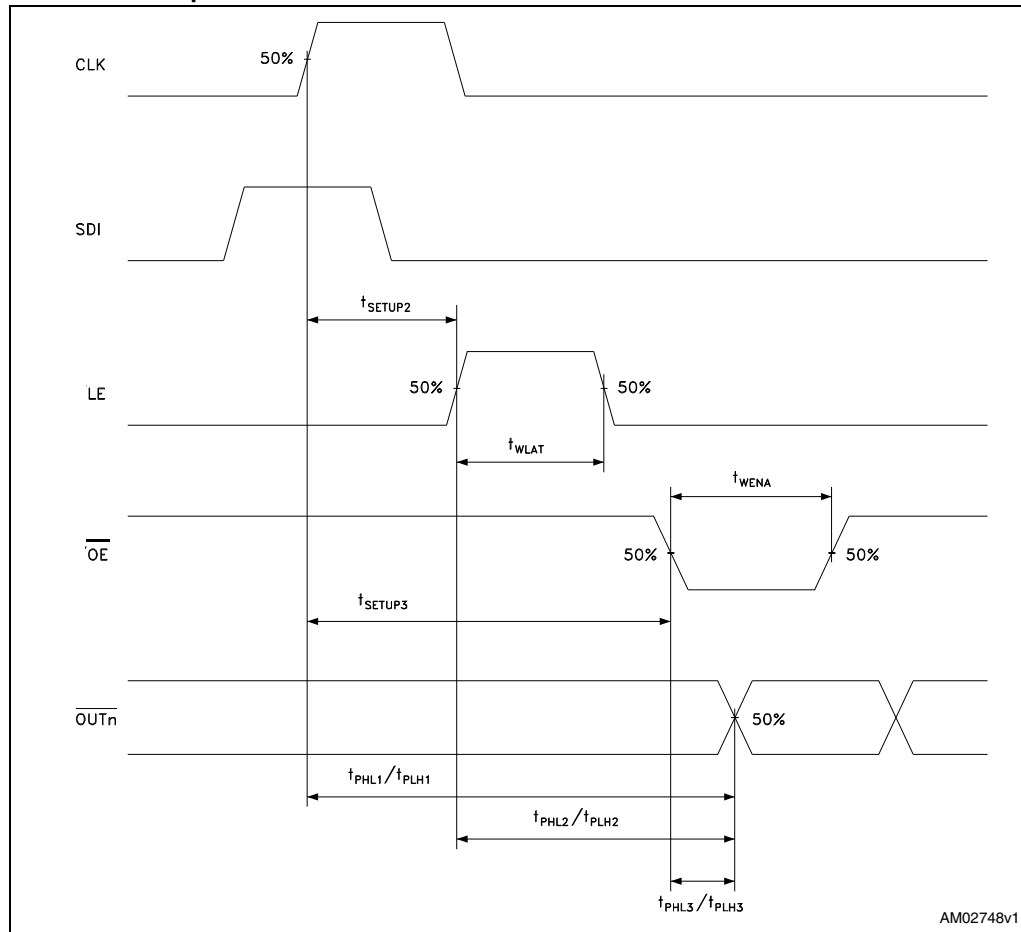 CLK
50%
SDI
tSETUP2
LE
50%
50%
tWLAT
tWENA
OE
50%
50%
tSETUP3
OUTn
50%
tPHL1/tPLH1
tPHL2/tPLH2
tPHL3/tPLH3
AM02748v1